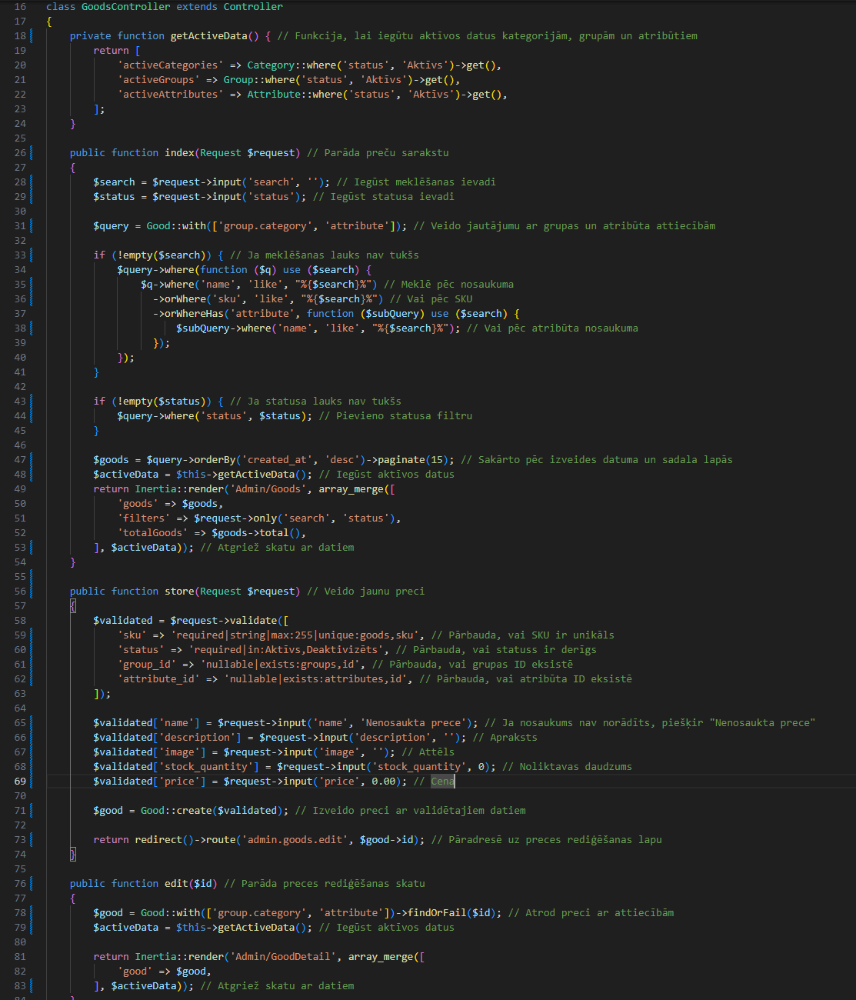 16 class GoodsController extends Controller
17 {
18     private function getActiveData() { // Funkcija, lai iegūtu aktīvos datus kategorijām, grupām un atribūtiem
19         return [
20             'activeCategories' => Category::where('status', 'Aktīvs')->get(),
21             'activeGroups' => Group::where('status', 'Aktīvs')->get(),
22             'activeAttributes' => Attribute::where('status', 'Aktīvs')->get(),
23         ];
24     }
25
26     public function index(Request $request) // Parāda preču sarakstu
27     {
28         $search = $request->input('search', ''); // Iegūst meklēšanas ievadi
29         $status = $request->input('status'); // Iegūst statusa ievadi
30
31         $query = Good::with(['group.category', 'attribute']); // Veido jautājumu ar grupas un atribūta attiecībām
32
33         if (!empty($search)) { // Ja meklēšanas lauks nav tukšs
34             $query->where(function ($q) use ($search) {
35                 $q->where('name', 'like', "%{$search}%") // Meklē pēc nosaukuma
36                   ->orWhere('sku', 'like', "%{$search}%") // Vai pēc SKU
37                   ->orWhereHas('attribute', function ($subQuery) use ($search) {
38                       $subQuery->where('name', 'like', "%{$search}%"); // Vai pēc atribūta nosaukuma
39                   });
40             });
41         }
42
43         if (!empty($status)) { // Ja statusa lauks nav tukšs
44             $query->where('status', $status); // Pievieno statusa filtru
45         }
46
47         $goods = $query->orderBy('created_at', 'desc')->paginate(15); // Sakārto pēc izveides datuma un sadala lapās
48         $activeData = $this->getActiveData(); // Iegūst aktīvos datus
49         return Inertia::render('Admin/Goods', array_merge([
50             'goods' => $goods,
51             'filters' => $request->only('search', 'status'),
52             'totalGoods' => $goods->total(),
53         ], $activeData)); // Atgriež skatu ar datiem
54     }
55
56     public function store(Request $request) // Veido jaunu preci
57     {
58         $validated = $request->validate([
59             'sku' => 'required|string|max:255|unique:goods,sku', // Pārbauda, vai SKU ir unikāls
60             'status' => 'required|in:Aktīvs,Deaktivizēts', // Pārbauda, vai statuss ir derīgs
61             'group_id' => 'nullable|exists:groups,id', // Pārbauda, vai grupas ID eksistē
62             'attribute_id' => 'nullable|exists:attributes,id', // Pārbauda, vai atribūta ID eksistē
63         ]);
64
65         $validated['name'] = $request->input('name', 'Nenosaukta prece'); // Ja nosaukums nav norādīts, piešķir "Nenosaukta prece"
66         $validated['description'] = $request->input('description', ''); // Apraksts
67         $validated['image'] = $request->input('image', ''); // Attēls
68         $validated['stock_quantity'] = $request->input('stock_quantity', 0); // Noliktavas daudzums
69         $validated['price'] = $request->input('price', 0.00); // Cena
70
71         $good = Good::create($validated); // Izveido preci ar validētajiem datiem
72
73         return redirect()->route('admin.goods.edit', $good->id); // Pāradresē uz preces rediģēšanas lapu
74     }
75
76     public function edit($id) // Parāda preces rediģēšanas skatu
77     {
78         $good = Good::with(['group.category', 'attribute'])->findOrFail($id); // Atrod preci ar attiecībām
79         $activeData = $this->getActiveData(); // Iegūst aktīvos datus
80
81         return Inertia::render('Admin/GoodDetail', array_merge([
82             'good' => $good,
83         ], $activeData)); // Atgriež skatu ar datiem
84     }